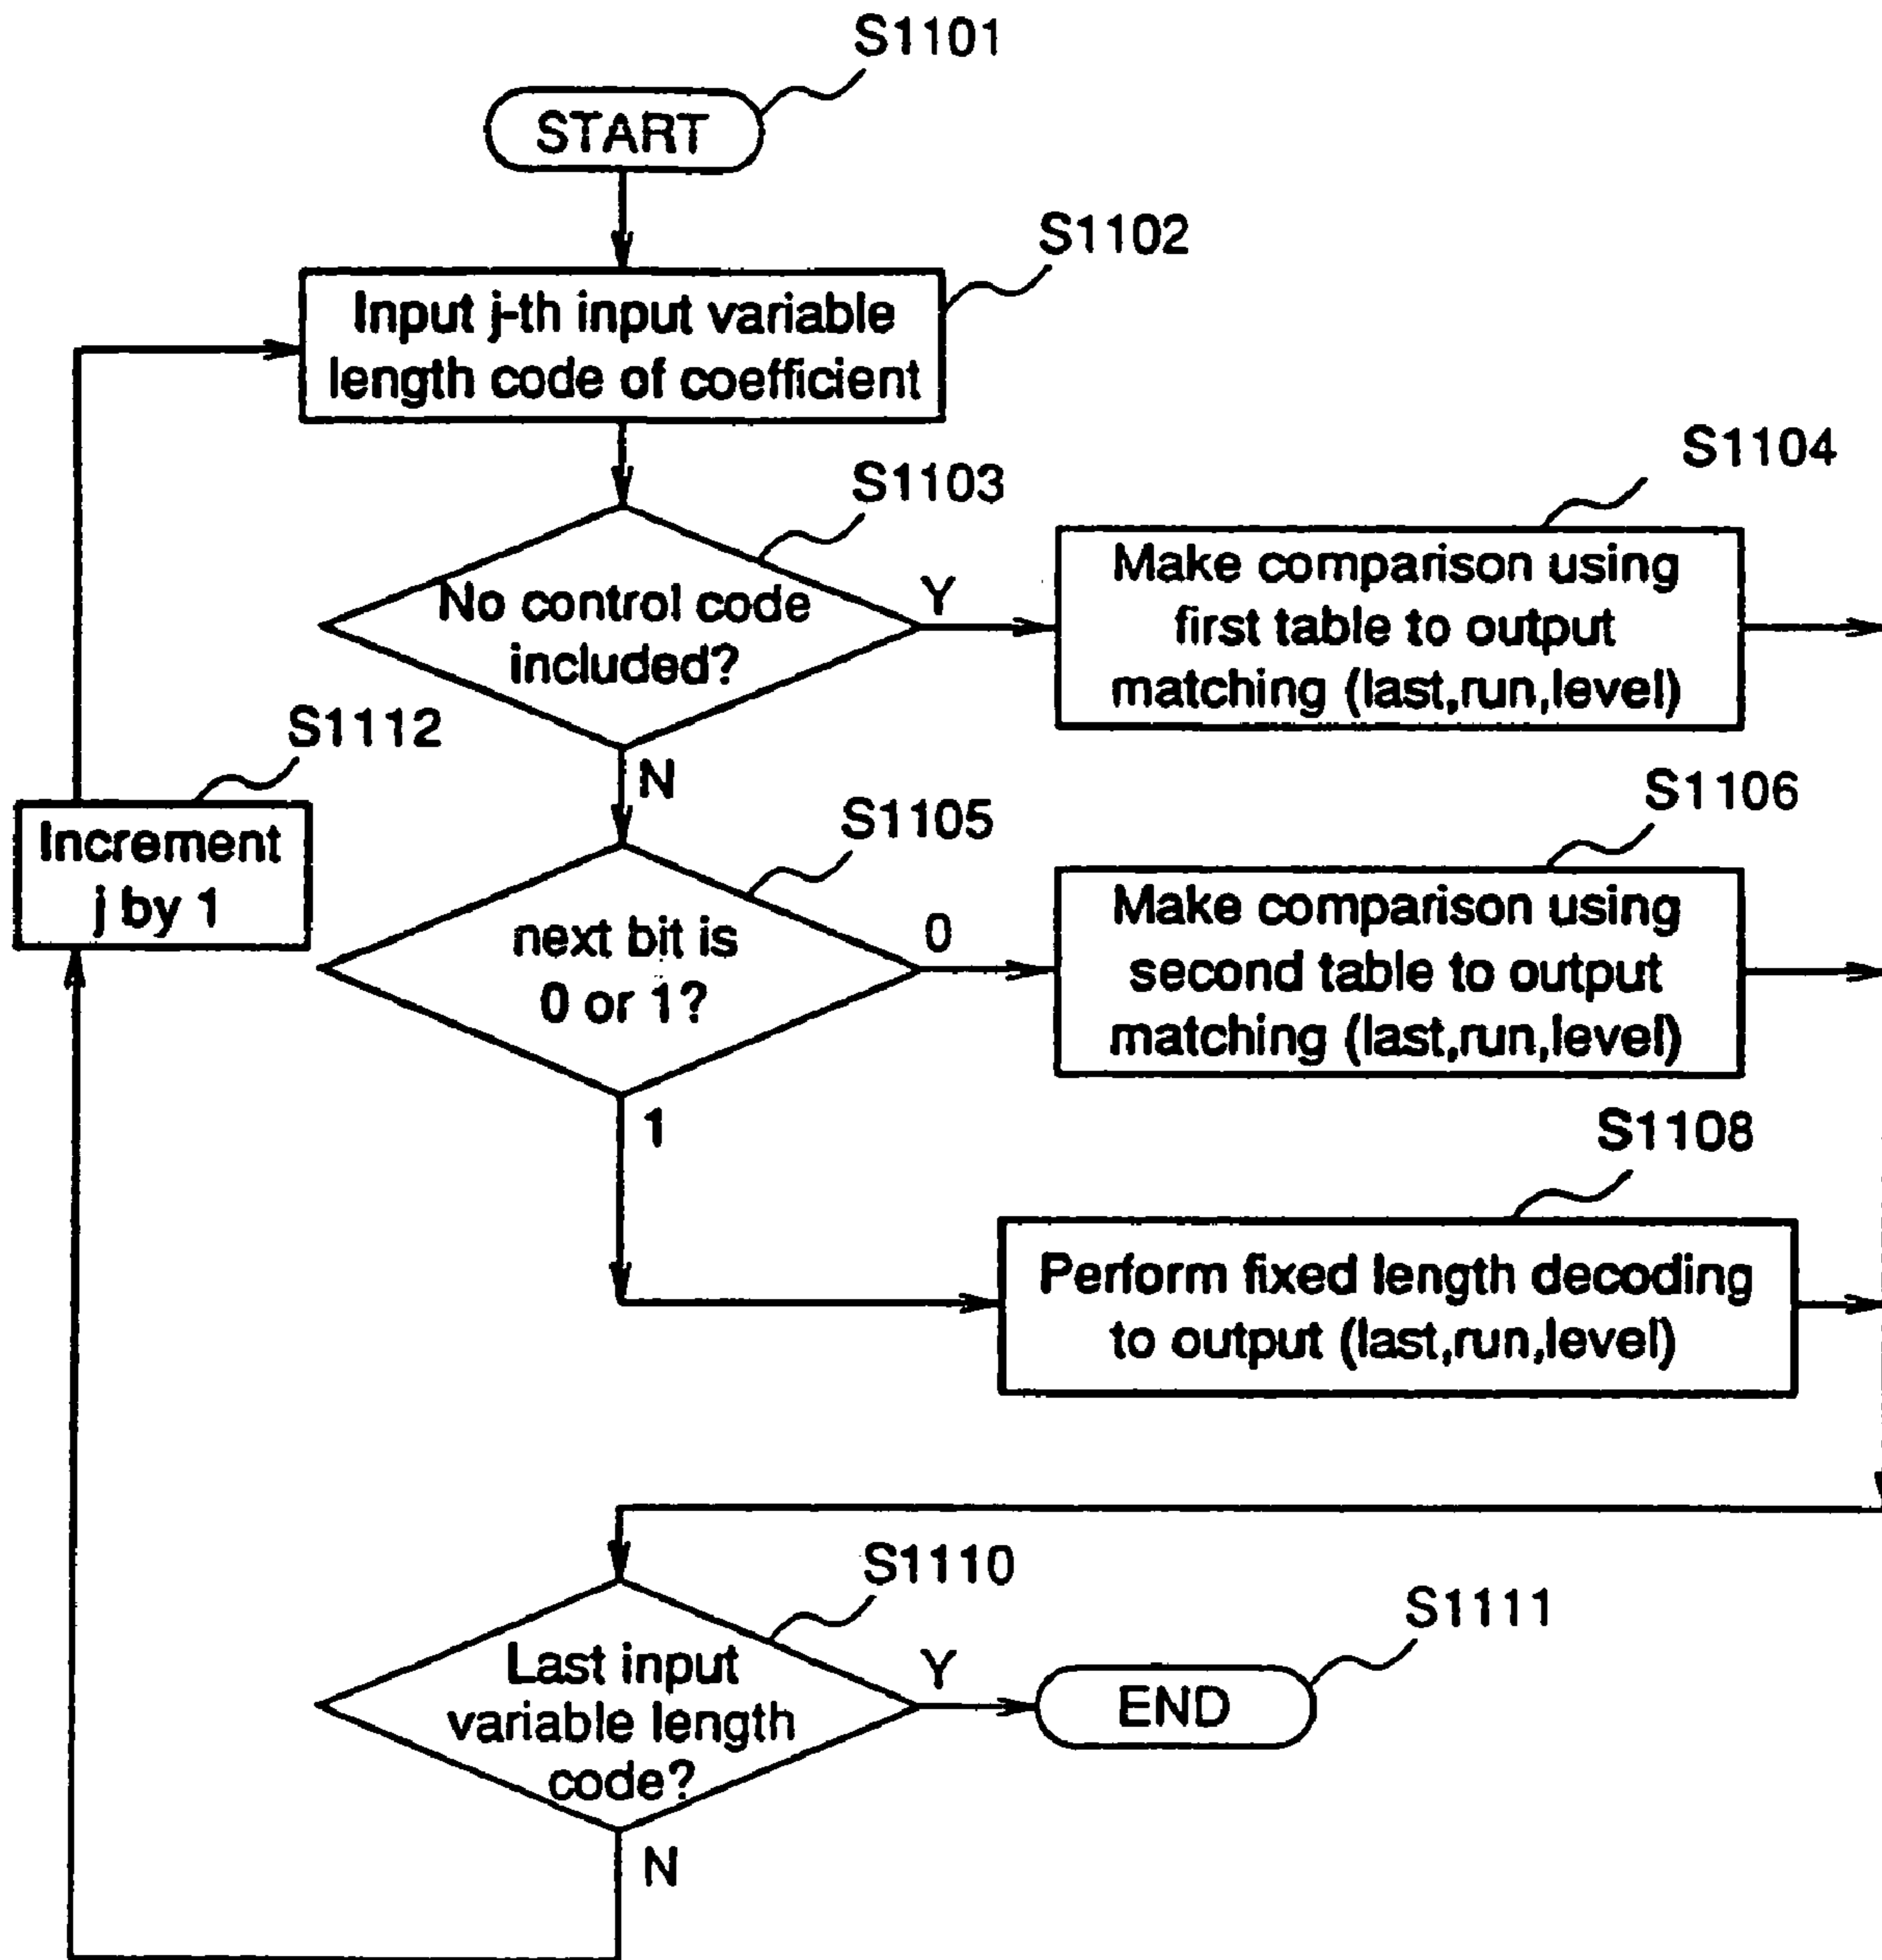 S1101
START
S1102
Input j-th input variable
length code of coefficient
S1103
No control code
included?
Y
N
S1104
Make comparison using
first table to output
matching (last,run,level)
S1112
Increment
j by 1
S1105
next bit is
0 or 1?
0
1
S1106
Make comparison using
second table to output
matching (last,run,level)
S1108
Perform fixed length decoding
to output (last,run,level)
S1110
Last input
variable length
code?
Y
N
S1111
END